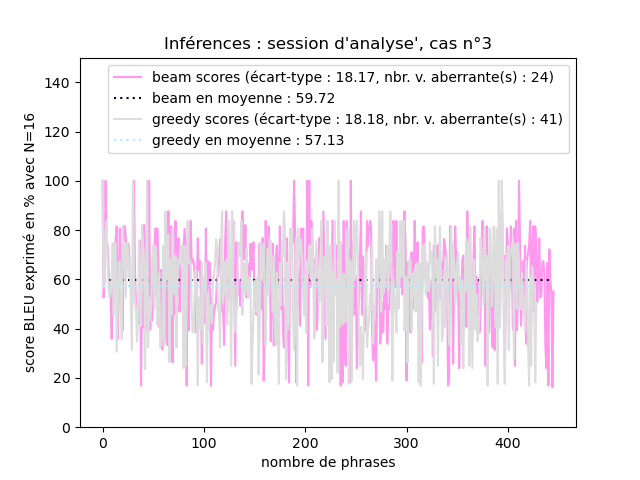 Inférences : session d'analyse', cas n°3
beam scores (écart-type : 18.17, nbr. v. aberrante(s) : 24)
beam en moyenne : 59.72
greedy scores (écart-type : 18.18, nbr. v. aberrante(s) : 41)
greedy en moyenne : 57.13
score BLEU exprimé en % avec N=16
140
120
100
80
60
40
20
0
0 100 200 300 400
nombre de phrases